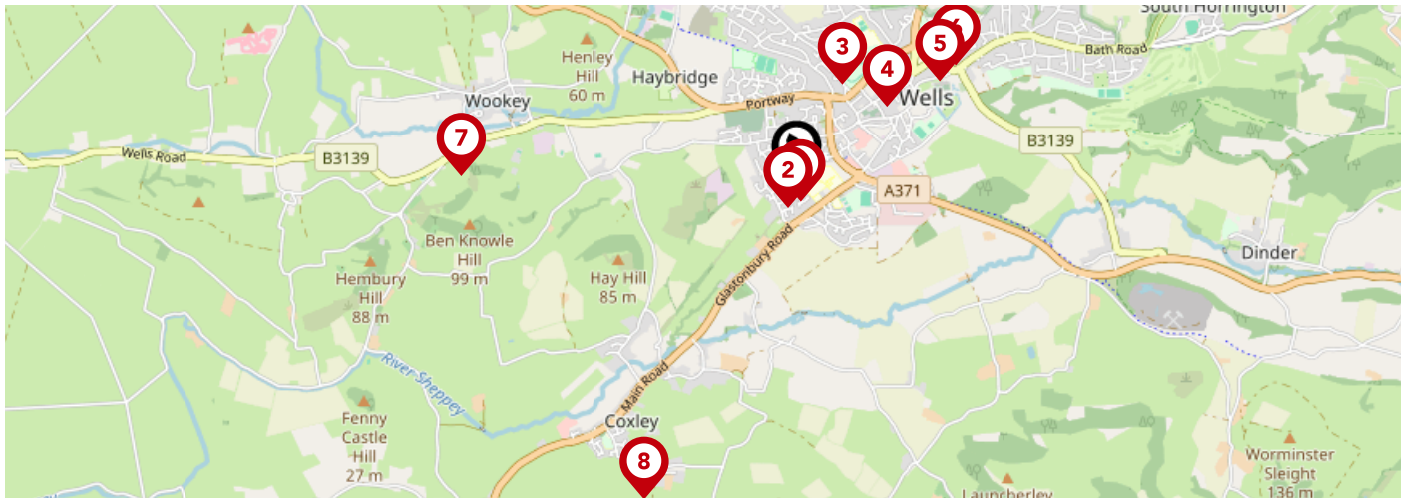 South Horrington
Henley
Hill
60 m
Haybridge
3
5
6
4
Bath Road
Wookey
Portway
Wells
7
Wells Road
B3139
B3139
2
A371
Ben Knowle
Hill
99 m
Hay Hill
85 m
Hembury
Hill
88 m
Glastonbury Road
Dinder
River Sheppey
Main Road
Fenny
Castle
Hill
27 m
Coxley
8
Worminster
Sleight
136 m
Launcherley